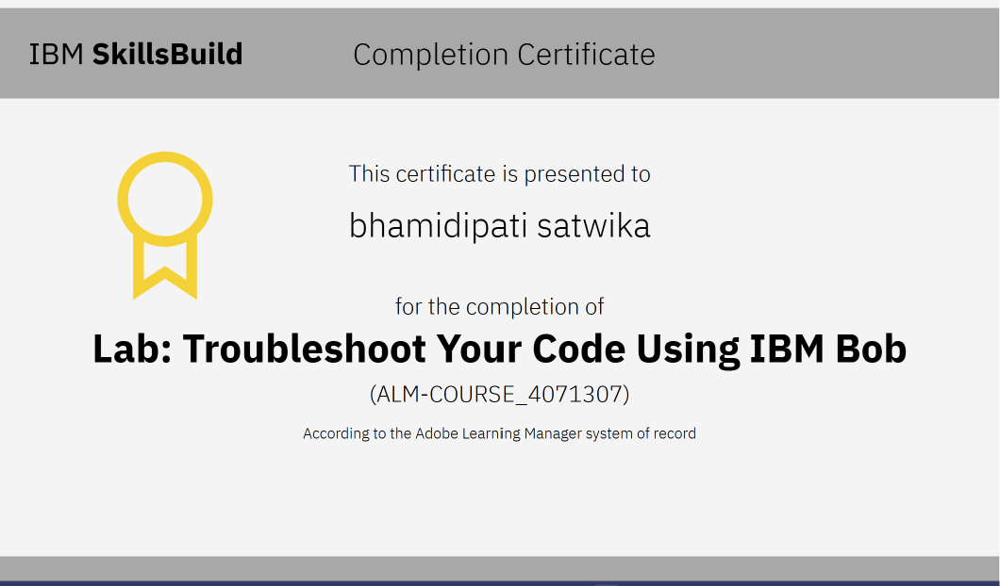 IBM SkillsBuild
Completion Certificate
This certificate is presented to
bhamidipati satwika
for the completion of
Lab: Troubleshoot Your Code Using IBM Bob
(ALM-COURSE_4071307)
According to the Adobe Learning Manager system of record